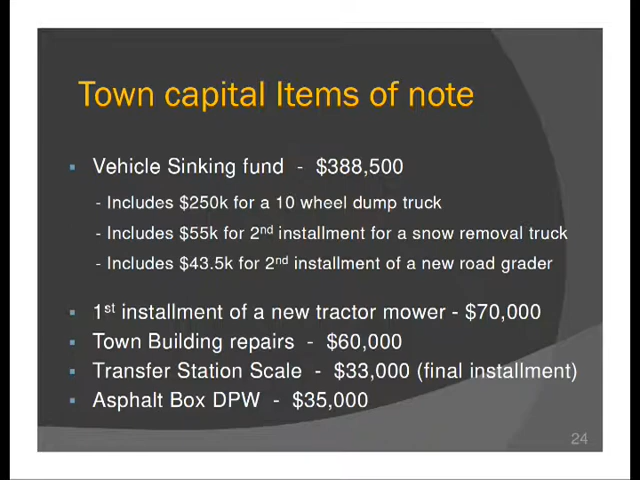 Town capital Items of note
▪ Vehicle Sinking fund - $388,500
- Includes $250k for a 10 wheel dump truck
- Includes $55k for 2nd installment for a snow removal truck
- Includes $43.5k for 2nd installment of a new road grader
▪ 1st installment of a new tractor mower - $70,000
▪ Town Building repairs - $60,000
▪ Transfer Station Scale - $33,000 (final installment)
▪ Asphalt Box DPW - $35,000
24